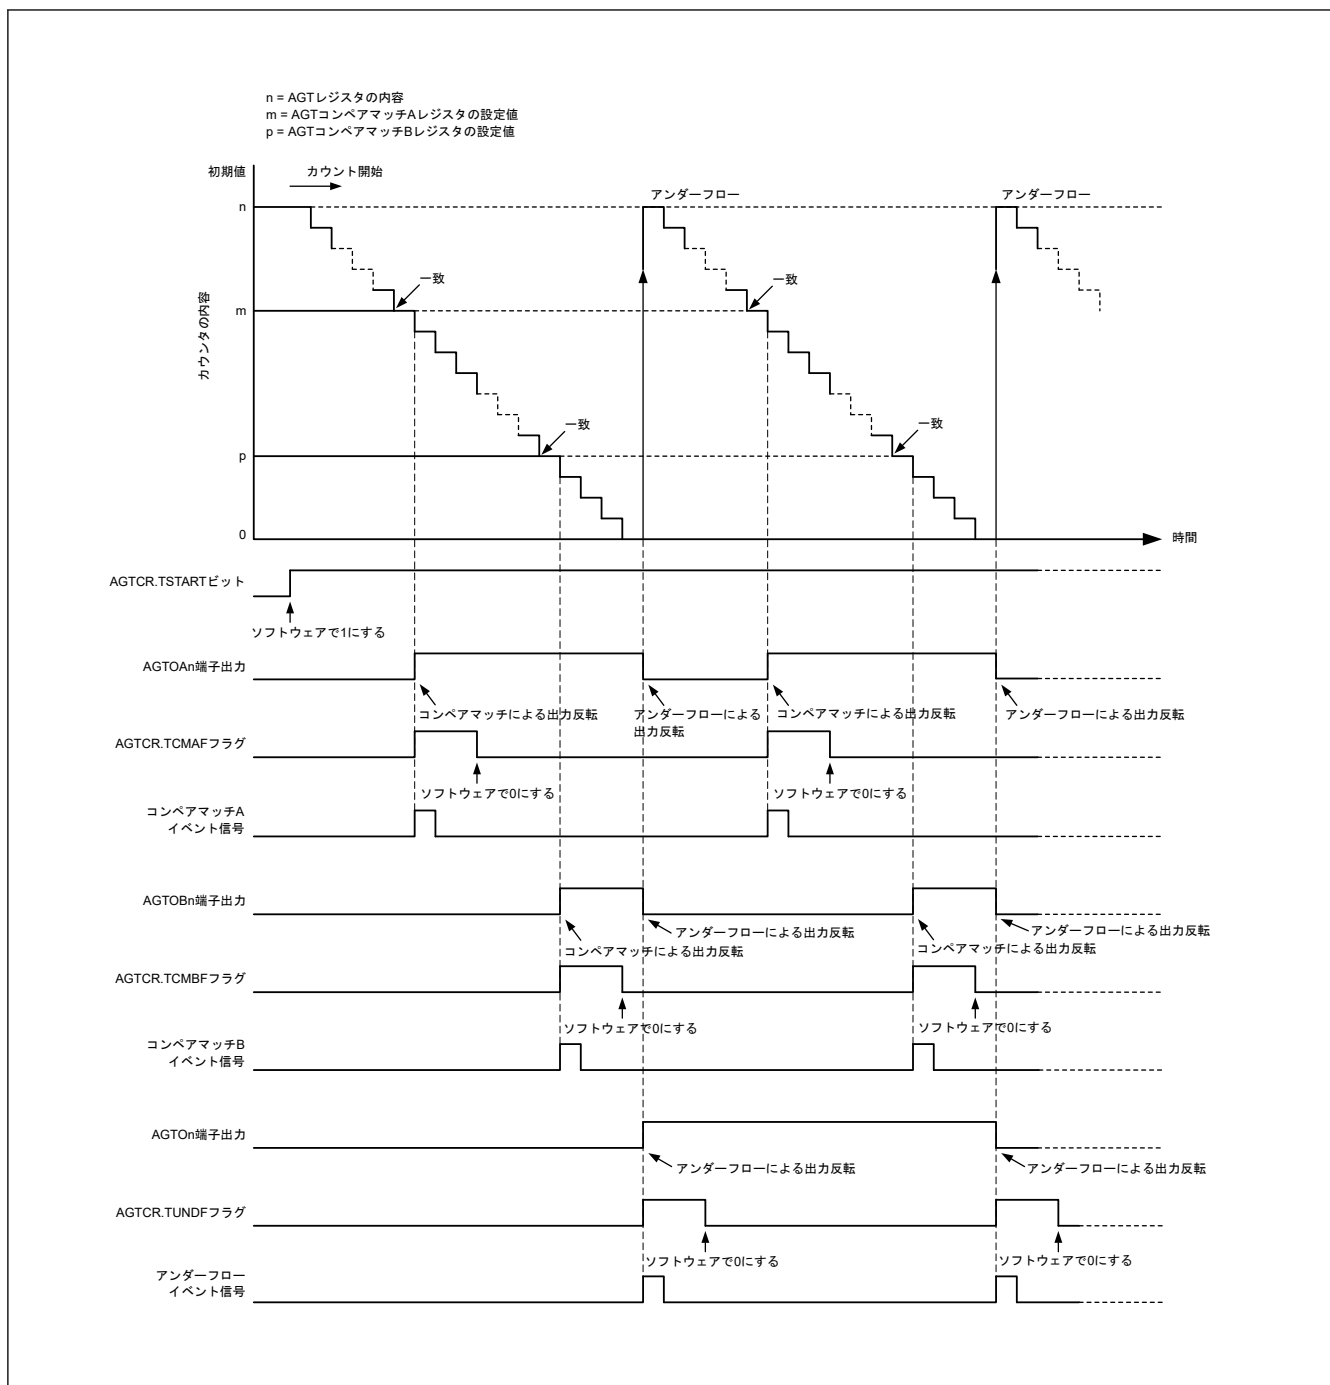 n = AGTレジスタの内容
m = AGTコンペアマッチAレジスタの設定値
p = AGTコンペアマッチBレジスタの設定値
初期値
カウント開始
アンダーフロー
アンダーフロー
n
一致
一致
m
カウンタの内容
一致
一致
p
0
時間
AGTCR.TSTARTビット
ソフトウェアで1にする
AGTOAn端子出力
コンペアマッチによる出力反転
アンダーフローによる
出力反転
コンペアマッチによる出力反転
アンダーフローによる出力反転
AGTCR.TCMAFフラグ
ソフトウェアで0にする
ソフトウェアで0にする
コンペアマッチA
イベント信号
AGTOBn端子出力
コンペアマッチによる出力反転
アンダーフローによる出力反転
コンペアマッチによる出力反転
アンダーフローによる出力反転
AGTCR.TCMBFフラグ
ソフトウェアで0にする
ソフトウェアで0にする
コンペアマッチB
イベント信号
AGTOn端子出力
アンダーフローによる出力反転
アンダーフローによる出力反転
AGTCR.TUNDFフラグ
ソフトウェアで0にする
ソフトウェアで0にする
アンダーフロー
イベント信号